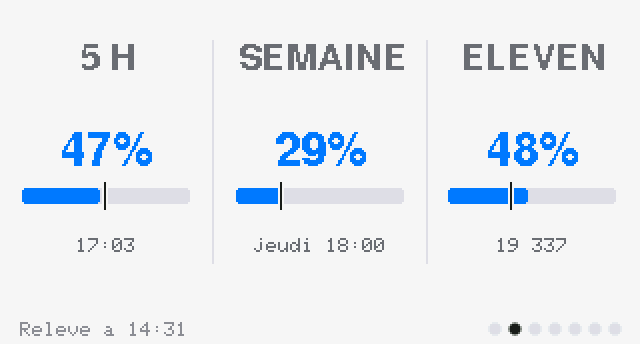 5 H
SEMAINE
ELEVEN
47%
29%
48%
17:03
Jeudi 18:00
19 337
Releve a 14:31